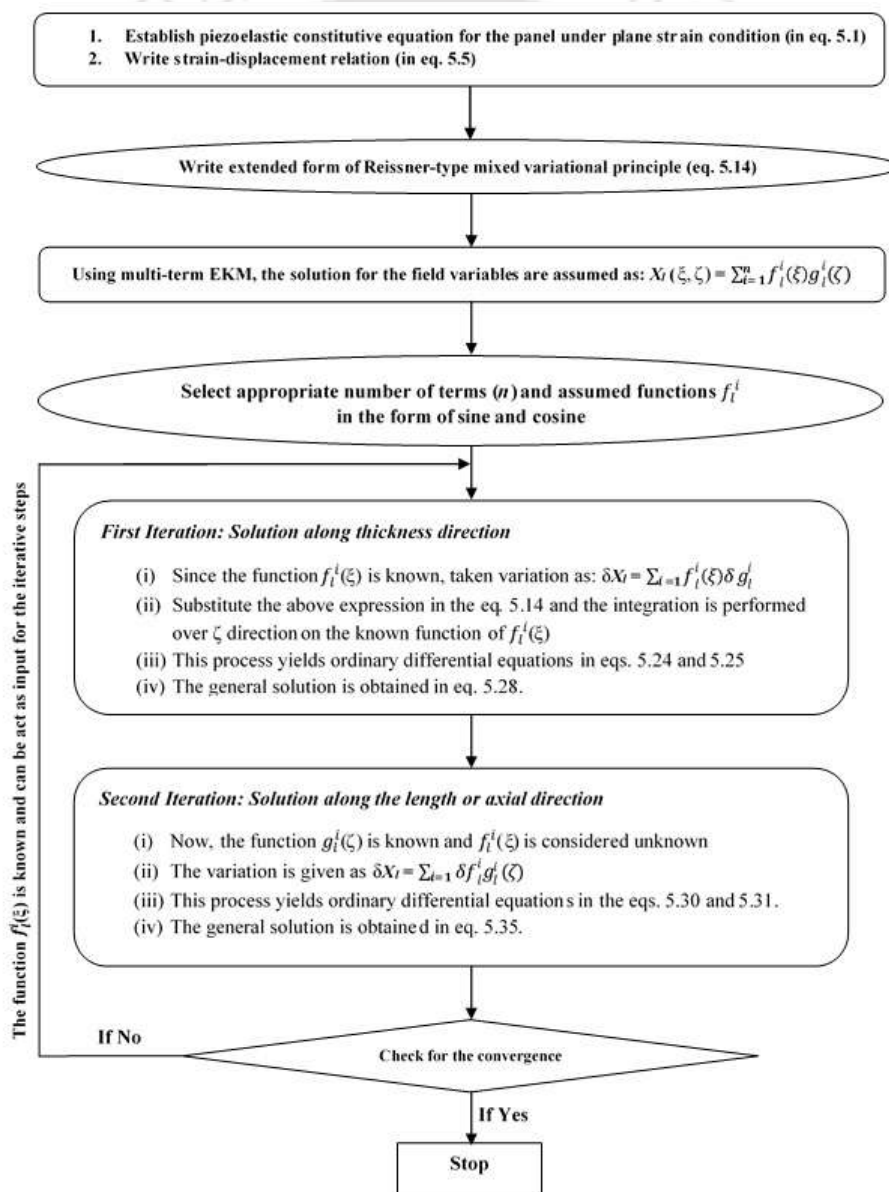 1. Establish piezoelastic constitutive equation for the panel under plane strain condition (in eq. 5.1)
2. Write strain-displacement relation (in eq. 5.5)
Write extended form of Reissner-type mixed variational principle (eq. 5.14)
Using multi-term EKM, the solution for the field variables are assumed as: X_l(ξ,ζ) = ∑ⁿ_{i=1} f_l^i(ξ)g_l^i(ζ)
Select appropriate number of terms (n) and assumed functions f_l^i
in the form of sine and cosine
The function f_l^i(ξ) is known and can be act as input for the iterative steps
First Iteration: Solution along thickness direction
(i) Since the function f_l^i(ξ) is known, taken variation as: δX_l = ∑_{i=1} f_l^i(ξ)δ g_l^i
(ii) Substitute the above expression in the eq. 5.14 and the integration is performed
over ζ direction on the known function of f_l^i(ξ)
(iii) This process yields ordinary differential equations in eqs. 5.24 and 5.25
(iv) The general solution is obtained in eq. 5.28.
Second Iteration: Solution along the length or axial direction
(i) Now, the function g_l^i(ζ) is known and f_l^i(ξ) is considered unknown
(ii) The variation is given as δX_l = ∑_{i=1} δf_l^i g_l^i(ζ)
(iii) This process yields ordinary differential equations in the eqs. 5.30 and 5.31.
(iv) The general solution is obtained in eq. 5.35.
If No
Check for the convergence
If Yes
Stop